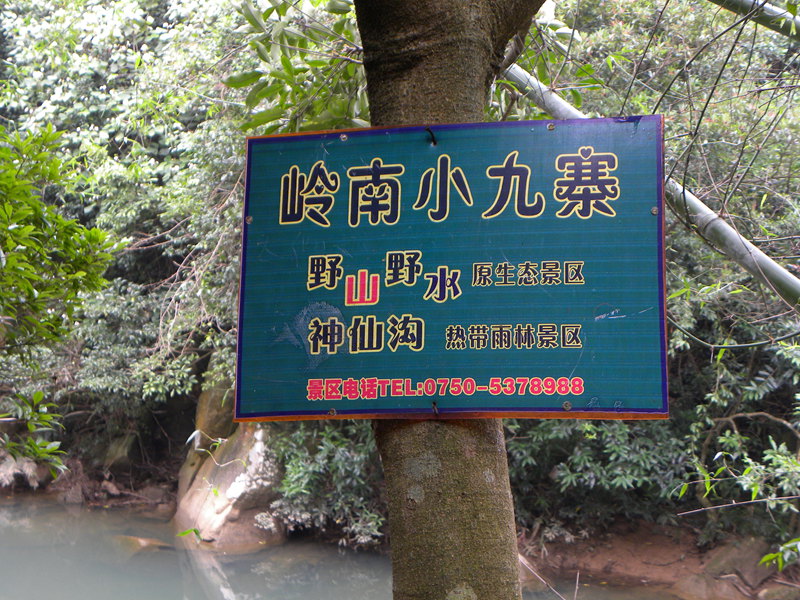 岭南小九寨
野山野水 原生态景区
神仙沟 热带雨林景区
景区电话TEL:0750-5378988